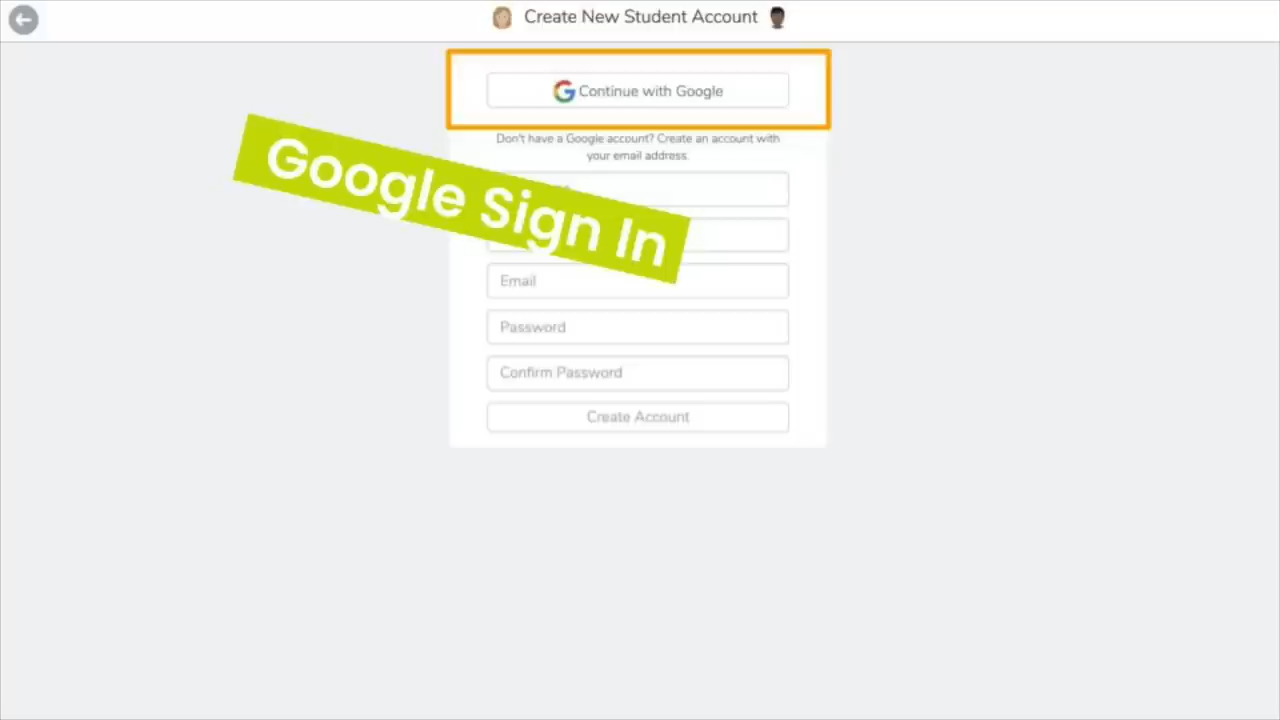 Create New Student Account
Continue with Google
Don't have a Google account? Create an account with
your email address.
Google Sign In
Email
Password
Confirm Password
Create Account